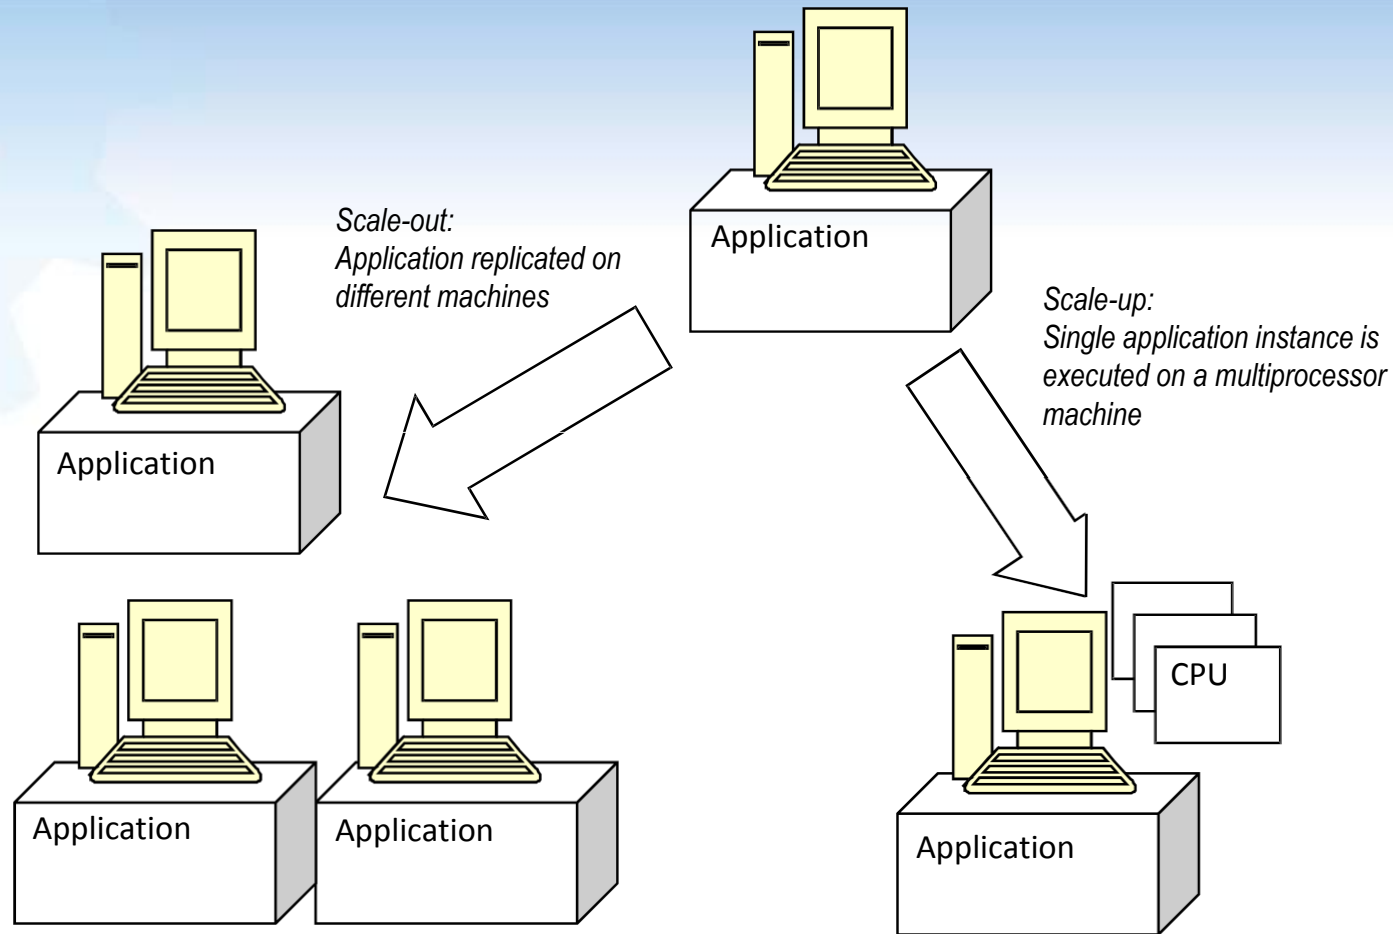 Application
Scale-out:
Application replicated on
different machines
Scale-up:
Single application instance is
executed on a multiprocessor
machine
Application
CPU
Application
Application
Application